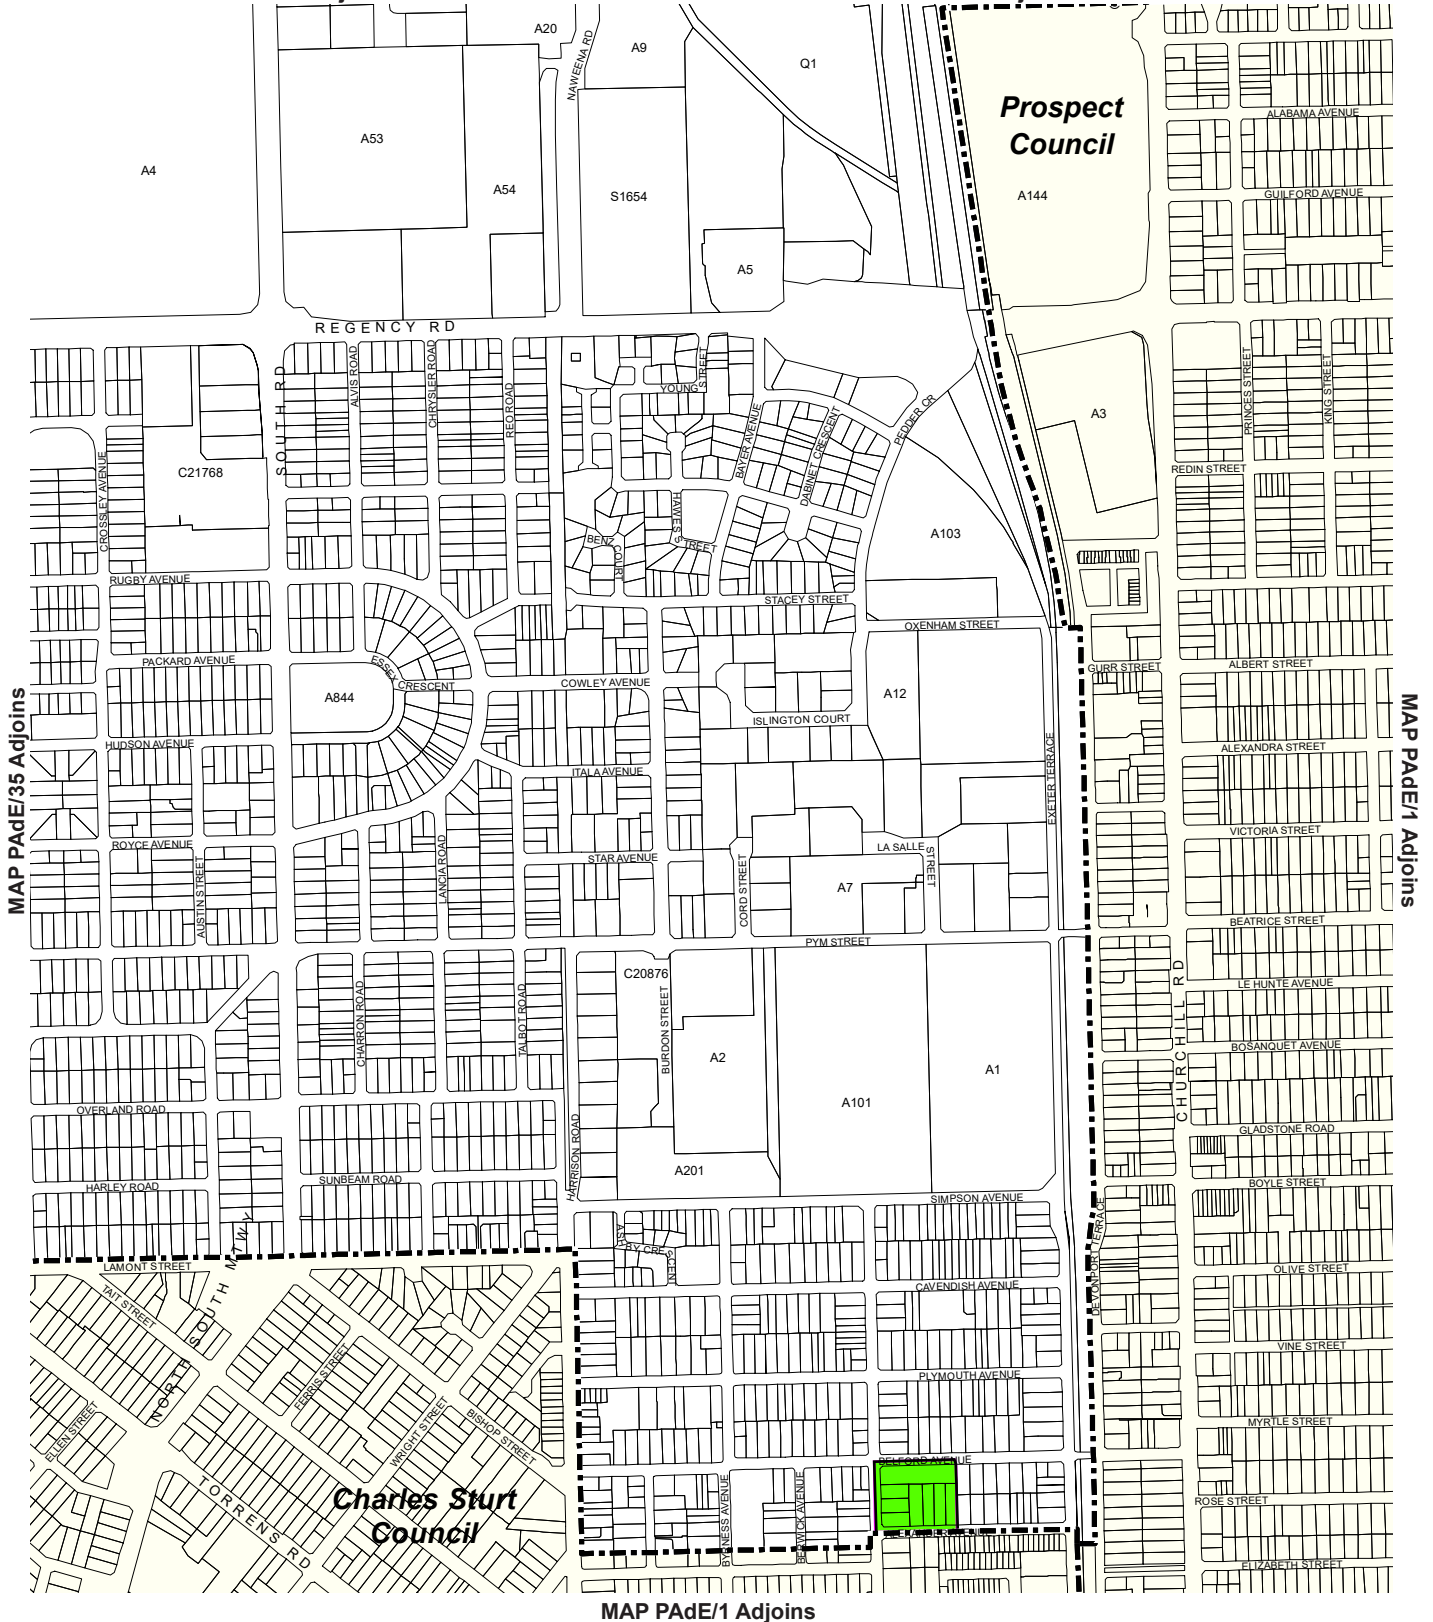 A20
A9
Q1
NAWEENA RD
Prospect
Council
ALABAMA AVENUE
A53
A4
A54
S1654
A144
GUILFORD AVENUE
A5
REGENCY RD
SOUTH RD
ALVIS ROAD
CHRYSLER ROAD
REO ROAD
YOUNG
STREET
BAYER AVENUE
DABINET CRESCENT
PEDDER CR
A3
PRINCES STREET
KING STREET
CROSSLEY AVENUE
C21768
REDIN STREET
HAWES STREET
BENZ
COURT
A103
RUGBY AVENUE
STACEY STREET
OXENHAM STREET
PACKARD AVENUE
ESSEX
CRESCENT
A844
COWLEY AVENUE
A12
GURR STREET
ALBERT STREET
ISLINGTON COURT
HUDSON AVENUE
ALEXANDRA STREET
ITALA AVENUE
EXETER TERRACE
MAP PAdE/35 Adjoins
MAP PAdE/1 Adjoins
VICTORIA STREET
ROYCE AVENUE
AUSTIN STREET
LANCIA ROAD
STAR AVENUE
CORD STREET
LA SALLE
STREET
A7
BEATRICE STREET
PYM STREET
C20876
CHURCHILL RD
LE HUNTE AVENUE
CHARRON ROAD
TALBOT ROAD
BURDON STREET
A2
A101
A1
BOSANQUET AVENUE
OVERLAND ROAD
HARRISON ROAD
GLADSTONE ROAD
A201
SUNBEAM ROAD
HARLEY ROAD
BOYLE STREET
SIMPSON AVENUE
NORTH SOUTH MTWY
ASHBY CRESCENT
DEVONPORT TERRACE
LAMONT STREET
OLIVE STREET
TAIT STREET
CAVENDISH AVENUE
VINE STREET
FERRIS STREET
PLYMOUTH AVENUE
ELLEN STREET
WRIGHT STREET
BISHOP STREET
MYRTLE STREET
BELFORD AVENUE
TORRENS RD
Charles Sturt
Council
BYRNESS AVENUE
BERWICK AVENUE
ROSE STREET
ELIZABETH STREET
MAP PAdE/1 Adjoins